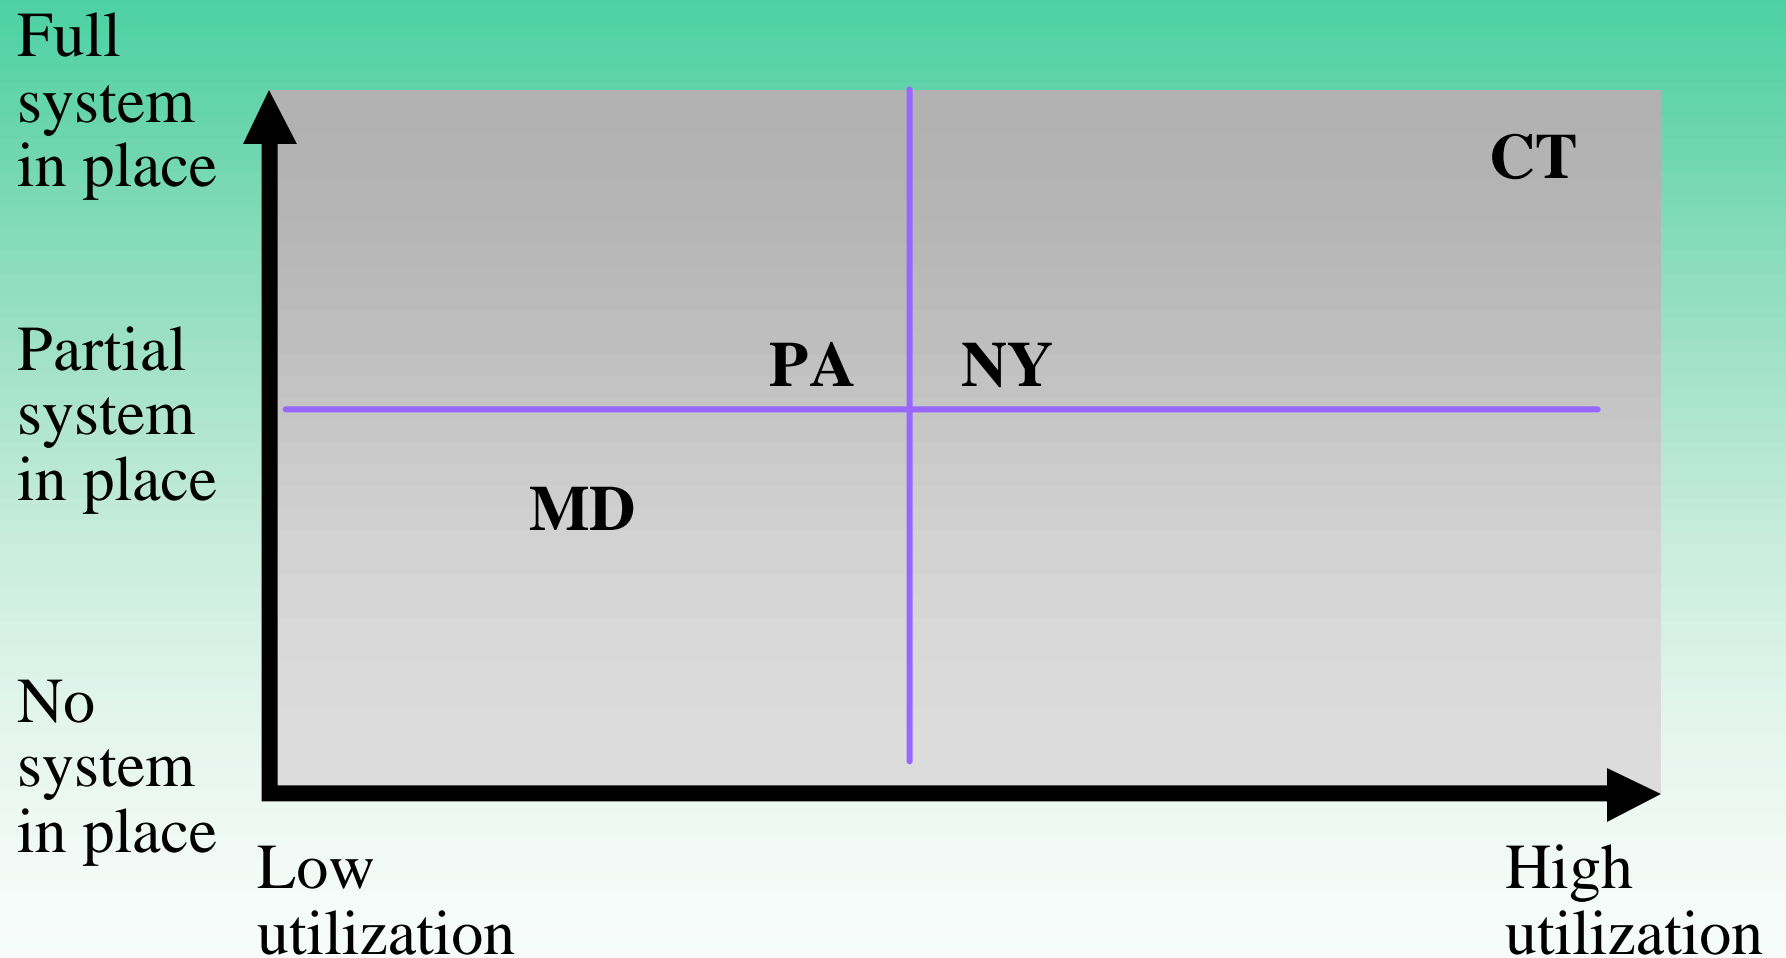 Full
system
in place
CT
Partial
system
in place
PA
NY
MD
No
system
in place
Low
utilization
High
utilization